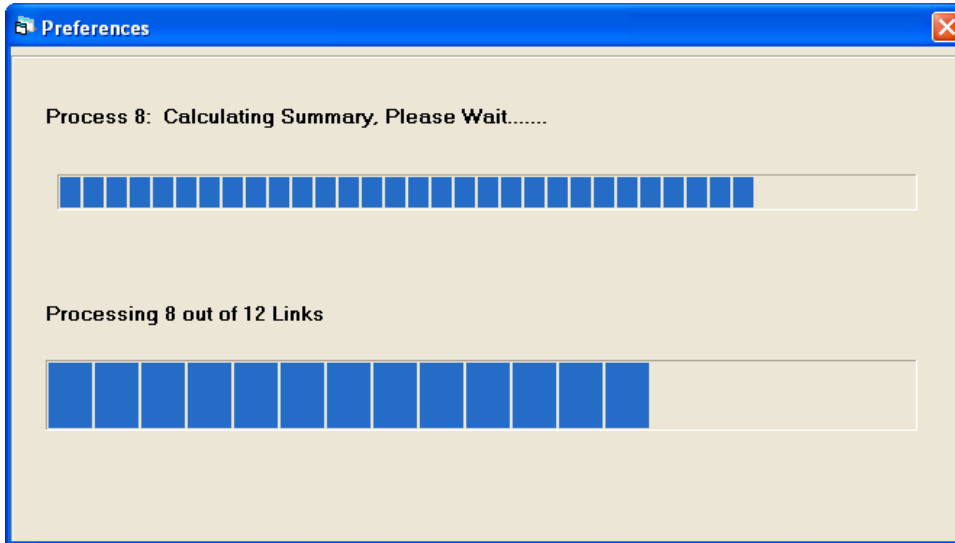 Preferences
Process 8:  Calculating Summary, Please Wait.......
Processing 8 out of 12 Links